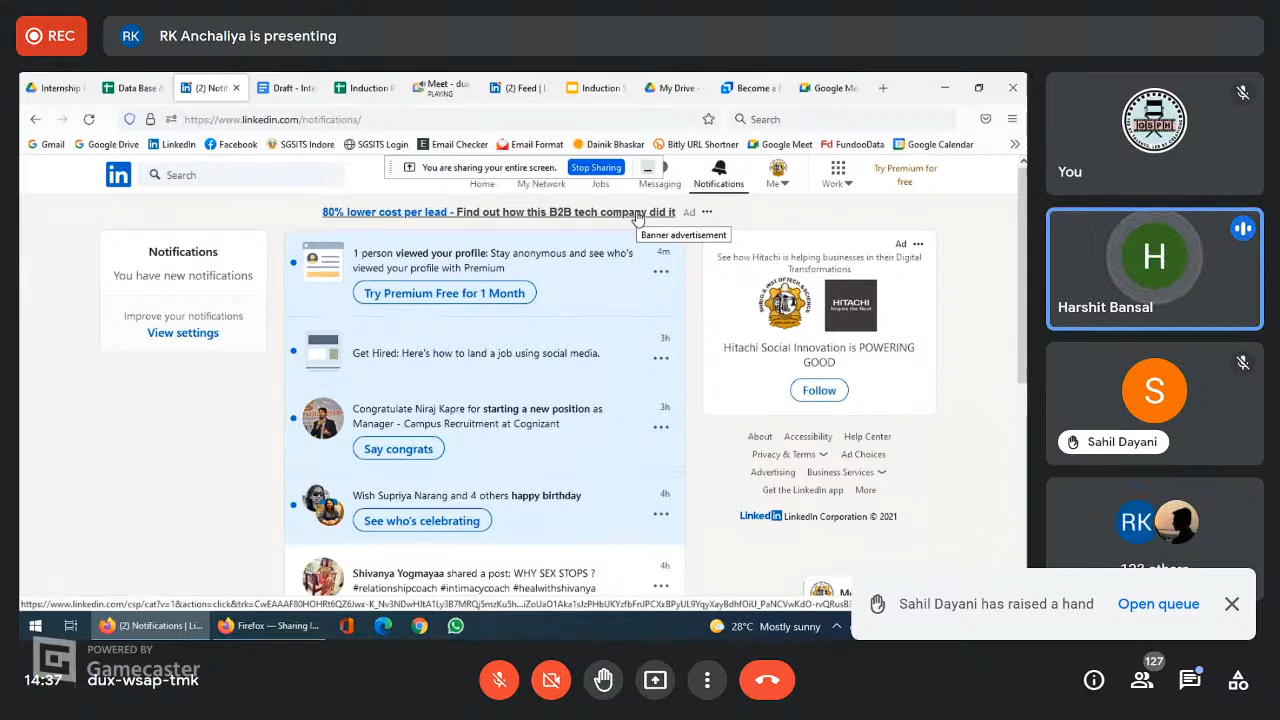 REC
RK
RK Anchaliya is presenting
Internship
Data Base &
(2) Noti
Draft - Inte
Induction P
Meet - dux
PLAYING
(2) Feed | L
Induction S
My Drive -
Become a
Google Me
https://www.linkedin.com/notifications/
Search
Gmail
Google Drive
LinkedIn
SGSITS Indore
SGSITS Login
Email Checker
Email Format
Dainik Bhaskar
Bitly URL Shortner
Google Meet
FundooData
Google Calendar
You are sharing your entire screen.
Stop Sharing
in
Search
Home
My Network
Jobs
Messaging
Notifications
Me
Work
Try Premium for
free
80% lower cost per lead - Find out how this B2B tech company did it
Ad
Banner advertisement
Notifications
You have new notifications
Improve your notifications
View settings
1 person viewed your profile: Stay anonymous and see who's
viewed your profile with Premium
4m
Try Premium Free for 1 Month
Get Hired: Here's how to land a job using social media.
3h
Congratulate Niraj Kapre for starting a new position as
Manager - Campus Recruitment at Cognizant
3h
Say congrats
Wish Supriya Narang and 4 others happy birthday
4h
See who's celebrating
Shivanya Yogmayaa shared a post: WHY SEX STOPS ?
#relationshipcoach #intimacycoach #healwithshivanya
4h
Ad
See how Hitachi is helping businesses in their Digital
Transformations
HITACHI
Inspire the Next
Hitachi Social Innovation is POWERING
GOOD
Follow
About
Accessibility
Help Center
Privacy & Terms
Ad Choices
Advertising
Business Services
Get the LinkedIn app
More
LinkedIn LinkedIn Corporation © 2021
(2) Notifications | Li...
Firefox — Sharing I...
28°C Mostly sunny
You
H
Harshit Bansal
S
Sahil Dayani
RK
Sahil Dayani has raised a hand
Open queue
POWERED BY
Gamecaster
14:37
dux-wsap-tmk
127